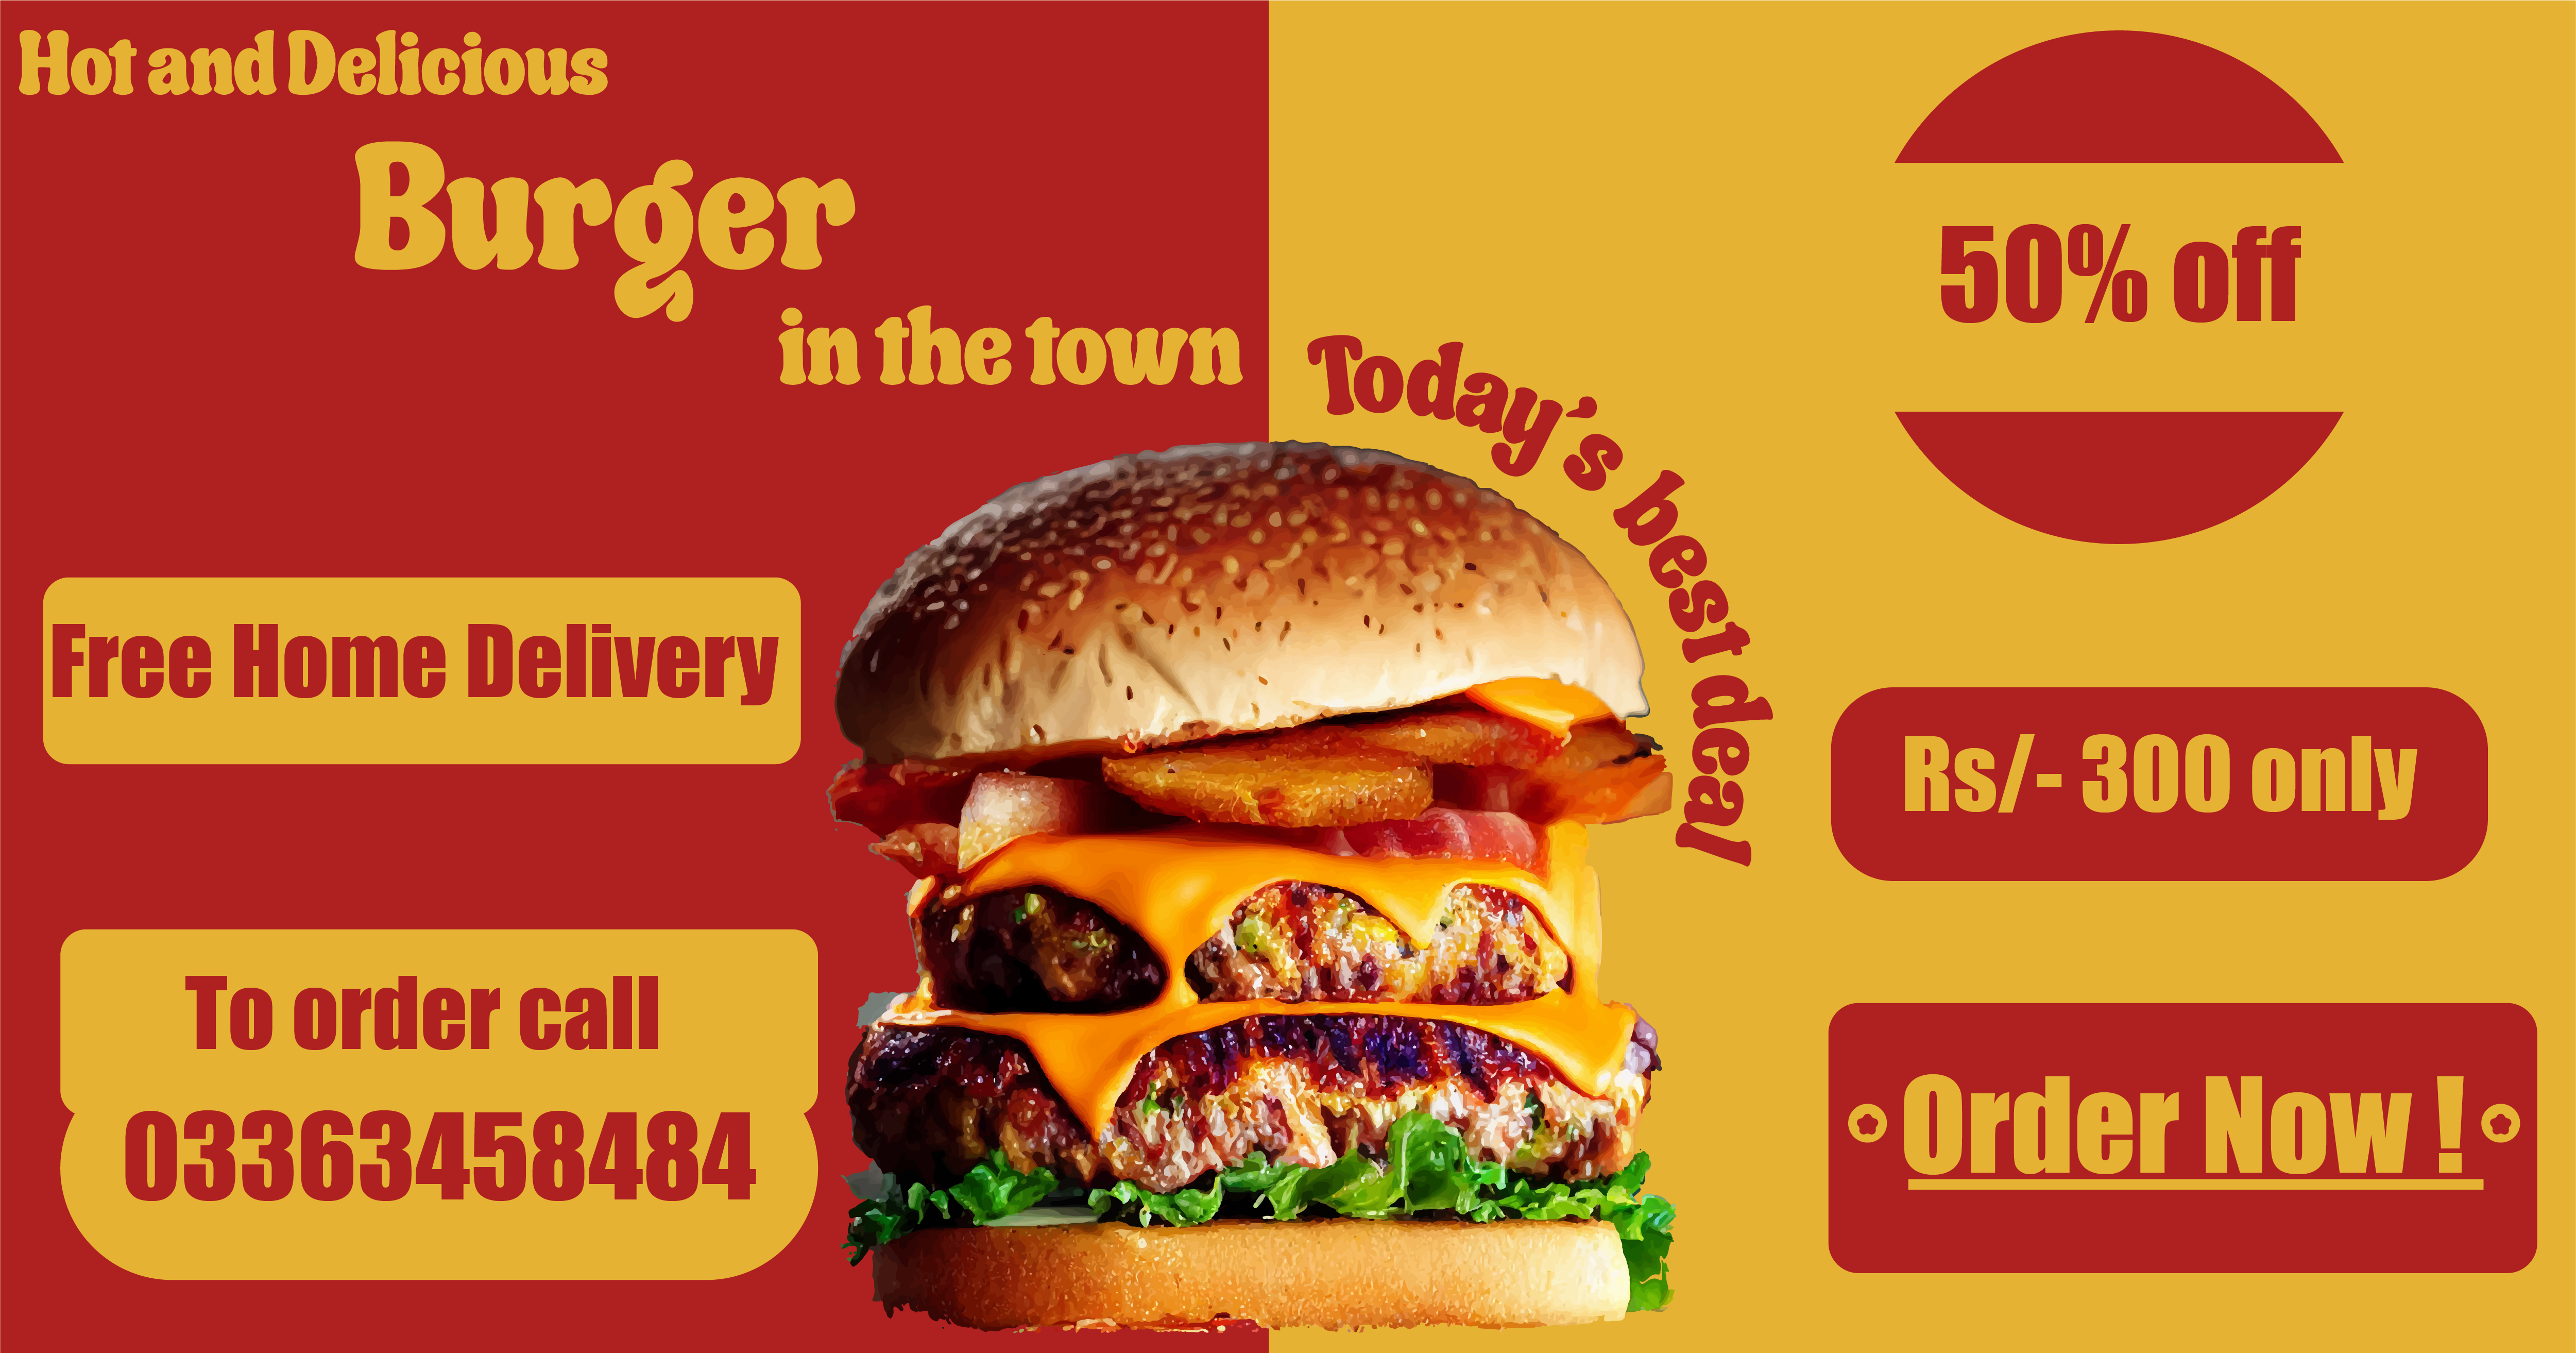 Hot and Delicious
Burger
in the town
Today's best deal
50% off
Free Home Delivery
Rs/- 300 only
To order call
03363458484
Order Now !